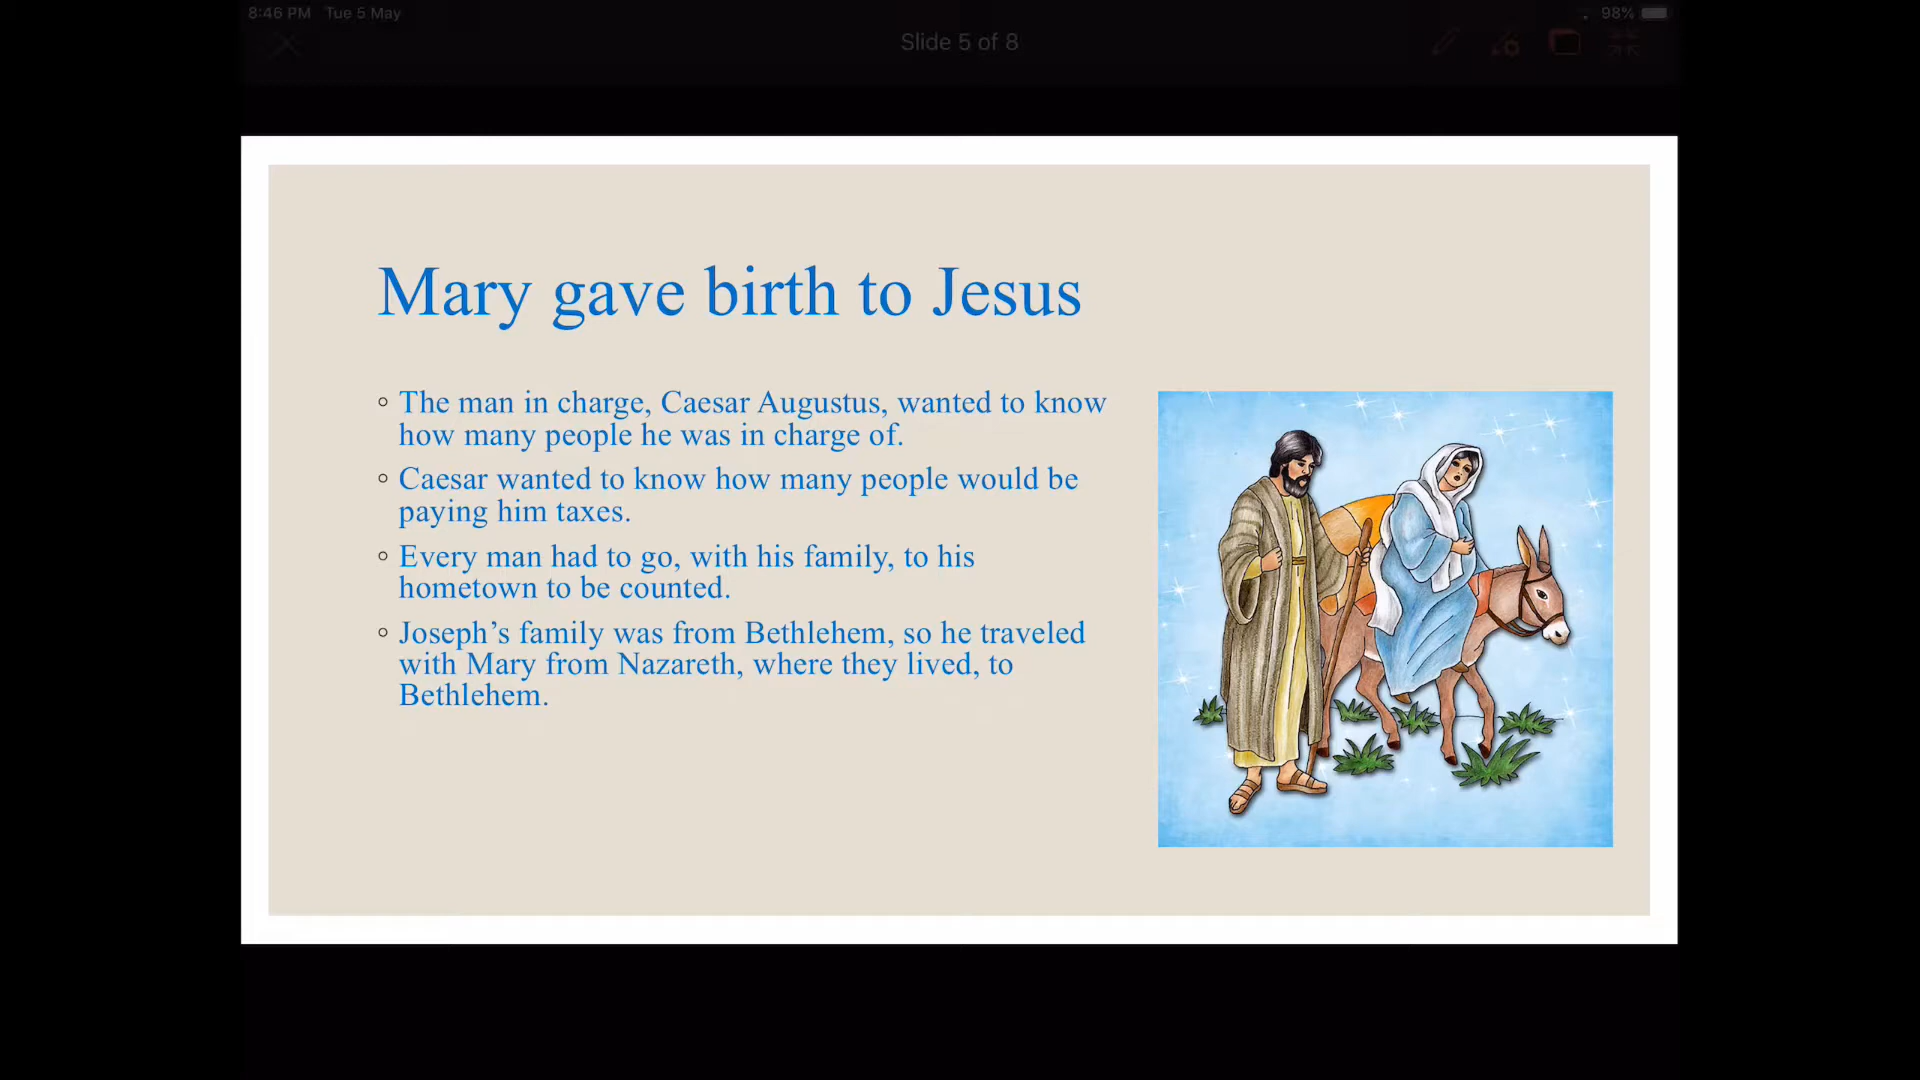 8:46 PM Tue 5 May
98%
Slide 5 of 8
Mary gave birth to Jesus
◦ The man in charge, Caesar Augustus, wanted to know
how many people he was in charge of.
◦ Caesar wanted to know how many people would be
paying him taxes.
◦ Every man had to go, with his family, to his
hometown to be counted.
◦ Joseph’s family was from Bethlehem, so he traveled
with Mary from Nazareth, where they lived, to
Bethlehem.